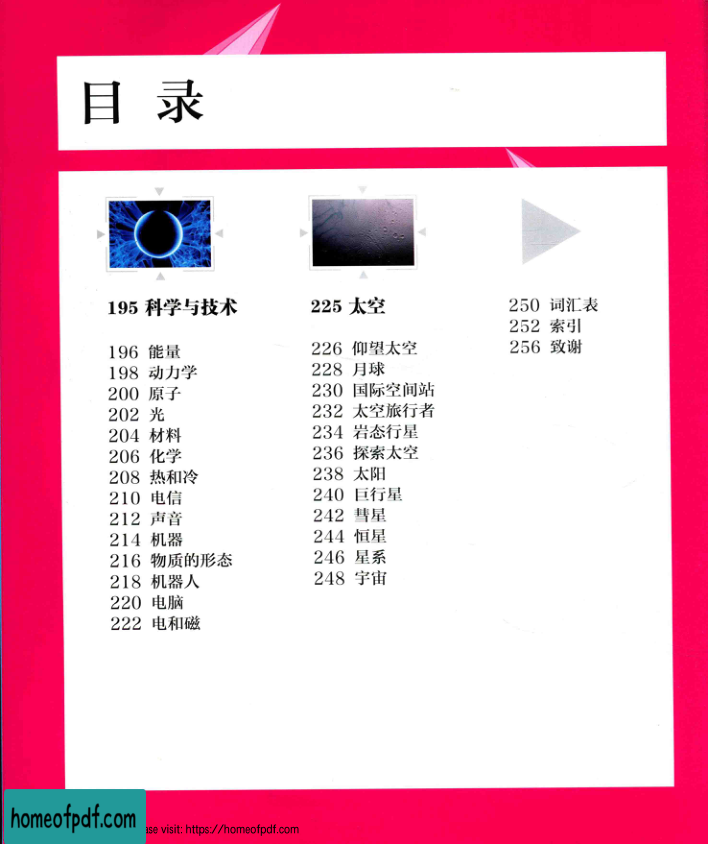 目 录
195 科学与技术
196 能量
198 动力学
200 原子
202 光
204 材料
206 化学
208 热和冷
210 电信
212 声音
214 机器
216 物质的形态
218 机器人
220 电脑
222 电和磁
225 太空
226 仰望太空
228 月球
230 国际空间站
232 太空旅行者
234 岩态行星
236 探索太空
238 太阳
240 巨行星
242 彗星
244 恒星
246 星系
248 宇宙
250 词汇表
252 索引
256 致谢
homeofpdf.com
visit: https://homeofpdf.com